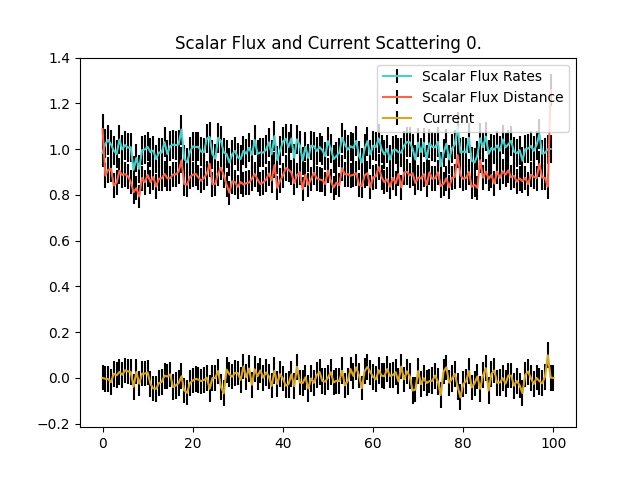 Scalar Flux and Current Scattering 0.
Scalar Flux Rates
Scalar Flux Distance
Current
1.4
1.2
1.0
0.8
0.6
0.4
0.2
0.0
−0.2
0 20 40 60 80 100